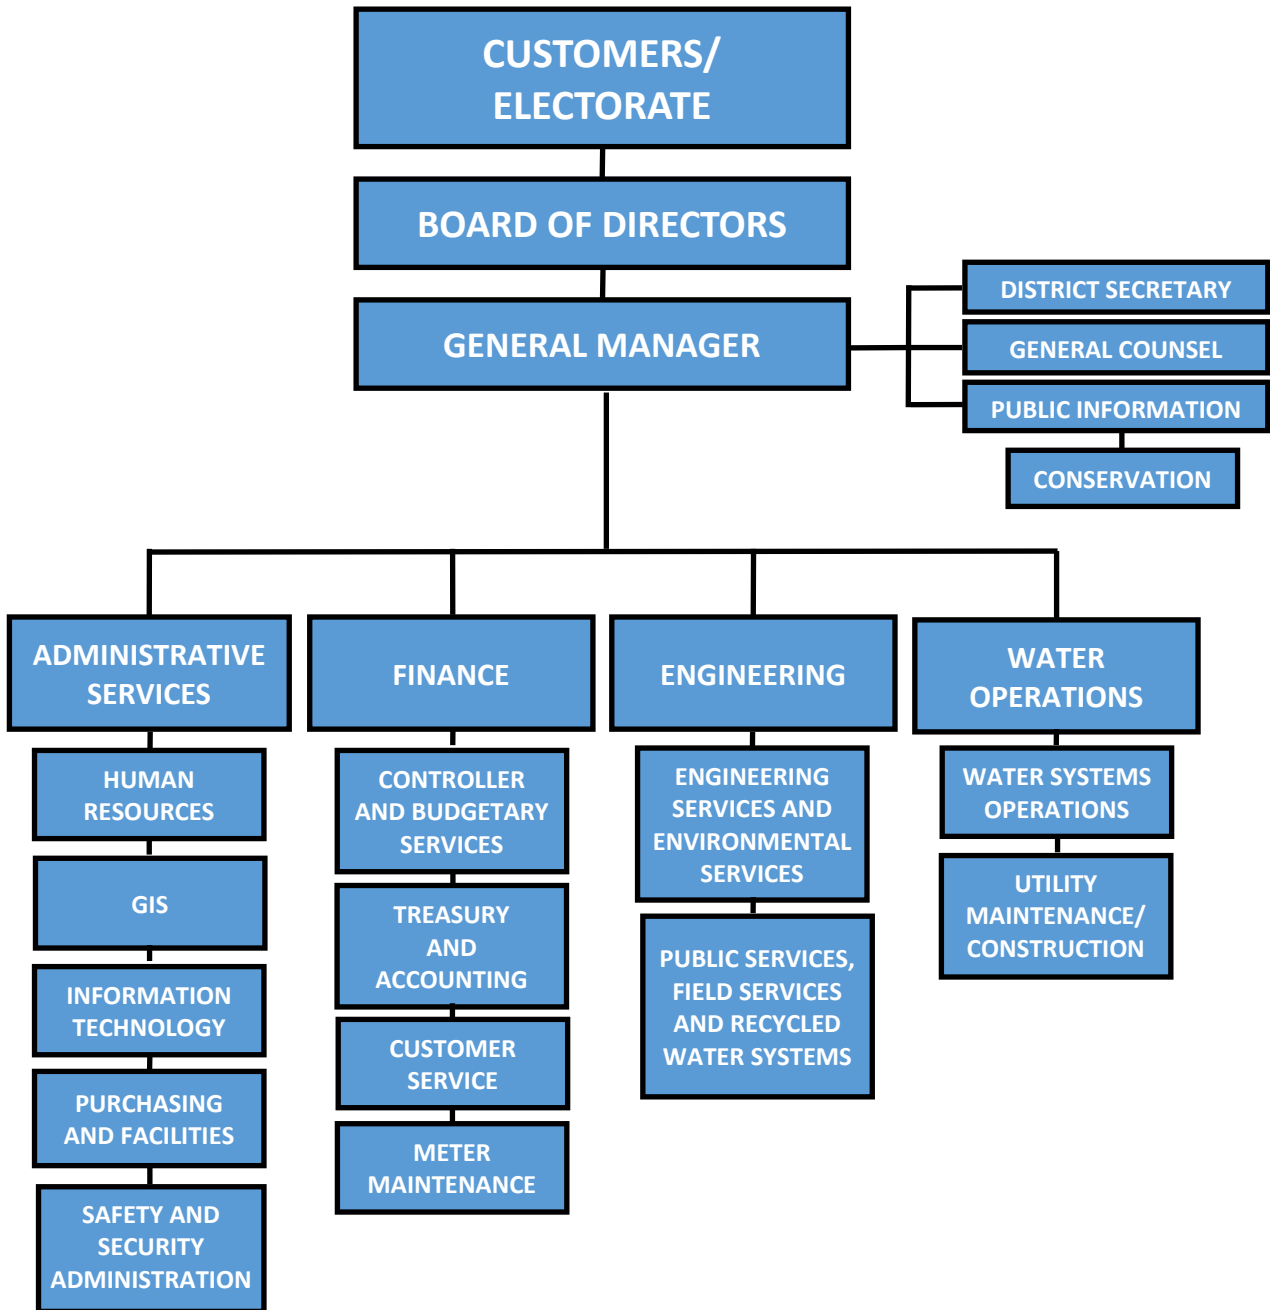 CUSTOMERS/
ELECTORATE
BOARD OF DIRECTORS
GENERAL MANAGER
DISTRICT SECRETARY
GENERAL COUNSEL
PUBLIC INFORMATION
CONSERVATION
ADMINISTRATIVE
SERVICES
HUMAN
RESOURCES
GIS
INFORMATION
TECHNOLOGY
PURCHASING
AND FACILITIES
SAFETY AND
SECURITY
ADMINISTRATION
FINANCE
CONTROLLER
AND BUDGETARY
SERVICES
TREASURY
AND
ACCOUNTING
CUSTOMER
SERVICE
METER
MAINTENANCE
ENGINEERING
ENGINEERING
SERVICES AND
ENVIRONMENTAL
SERVICES
PUBLIC SERVICES,
FIELD SERVICES
AND RECYCLED
WATER SYSTEMS
WATER
OPERATIONS
WATER SYSTEMS
OPERATIONS
UTILITY
MAINTENANCE/
CONSTRUCTION